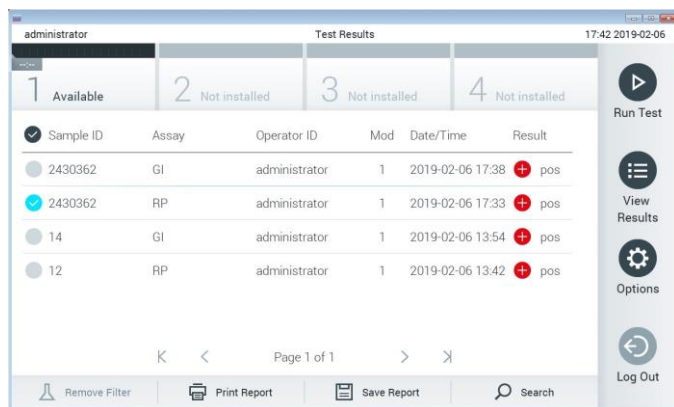 administrator Test Results 17:42 2019-02-06
--:--
1 Available 2 Not installed 3 Not installed 4 Not installed
Run Test
Sample ID Assay Operator ID Mod Date/Time Result
2430362 GI administrator 1 2019-02-06 17:38 pos
2430362 RP administrator 1 2019-02-06 17:33 pos
14 GI administrator 1 2019-02-06 13:54 pos
12 RP administrator 1 2019-02-06 13:42 pos
View
Results
Options
Page 1 of 1
Log Out
Remove Filter Print Report Save Report Search